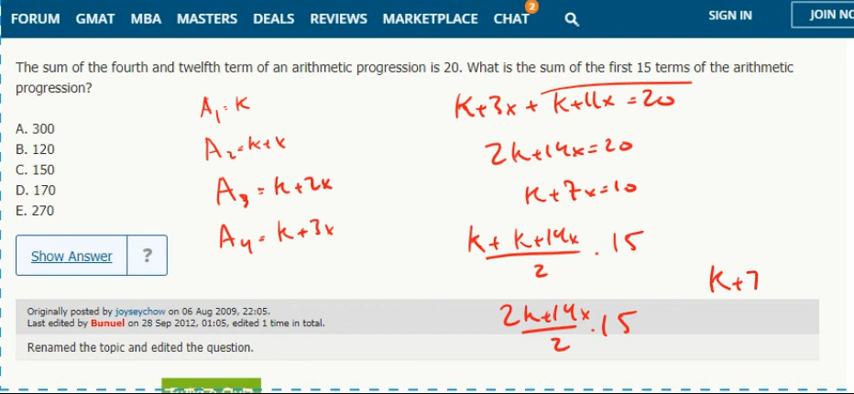 FORUM GMAT MBA MASTERS DEALS REVIEWS MARKETPLACE CHAT 2 SIGN IN JOIN NO
The sum of the fourth and twelfth term of an arithmetic progression is 20. What is the sum of the first 15 terms of the arithmetic
progression?
A. 300
B. 120
C. 150
D. 170
E. 270
Show Answer ?
A₁ = K
A₂ = k+x
A₃ = k+2x
A₄ = k+3x
K+3x + K+11x = 20
2k+14x=20
k+7x=10
k + k+14x / 2 . 15
2k+14x / 2 . 15
K+7
Originally posted by joyseychow on 06 Aug 2009, 22:05.
Last edited by Bunuel on 28 Sep 2012, 01:05, edited 1 time in total.
Renamed the topic and edited the question.